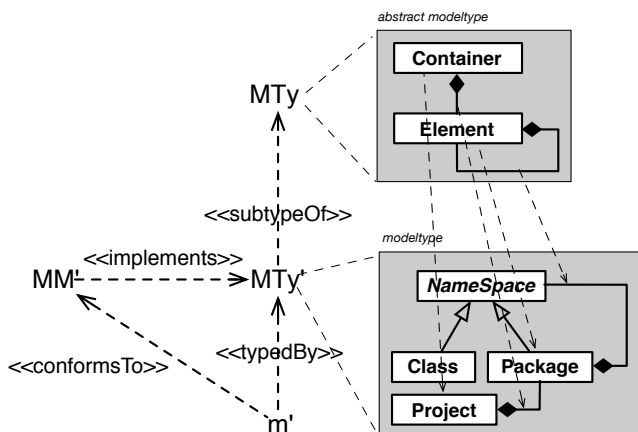 abstract modeltype
Container
MTy
Element
<<subtypeOf>>
modeltype
<<implements>>
MM'
MTy'
NameSpace
<<conformsTo>>
<<typedBy>>
Class
Package
Project
m'